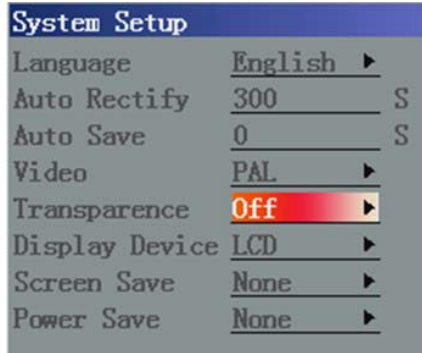 System Setup
Language English
Auto Rectify 300 S
Auto Save 0 S
Video PAL
Transparence Off
Display Device LCD
Screen Save None
Power Save None